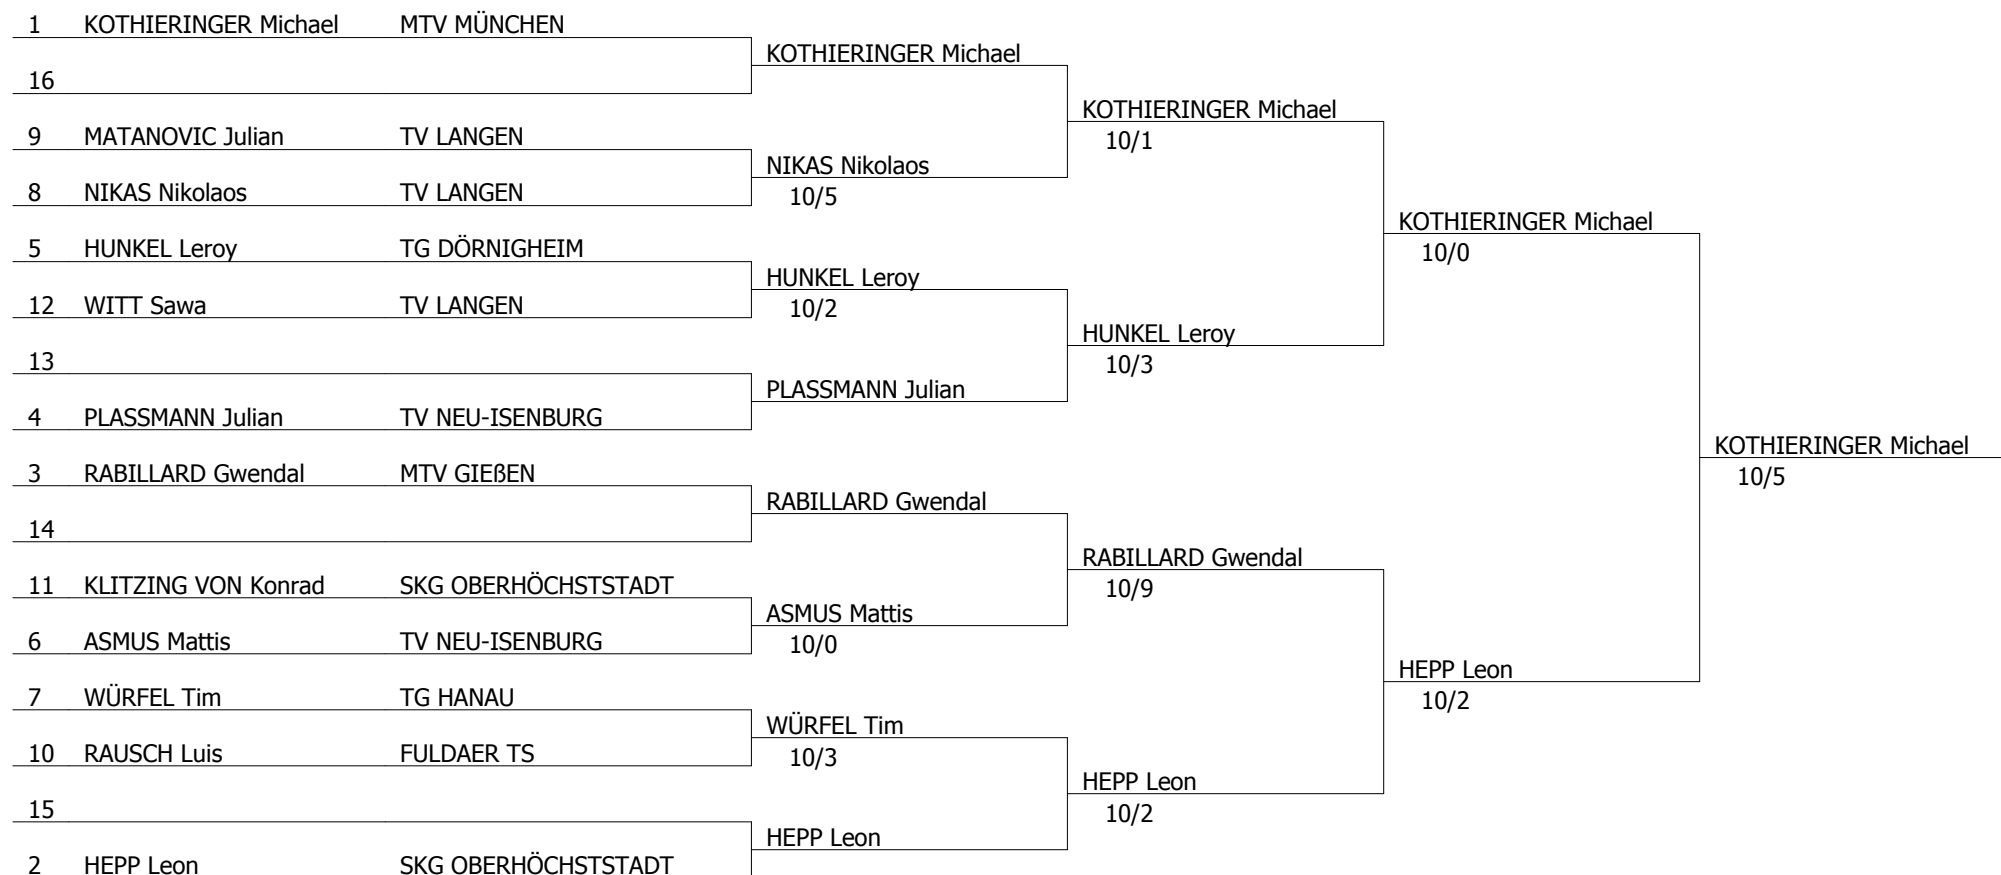 1 KOTHIERINGER Michael MTV MÜNCHEN
KOTHIERINGER Michael
16
KOTHIERINGER Michael
9 MATANOVIC Julian TV LANGEN
10/1
NIKAS Nikolaos
8 NIKAS Nikolaos TV LANGEN
10/5
KOTHIERINGER Michael
5 HUNKEL Leroy TG DÖRNIGHEIM
10/0
HUNKEL Leroy
12 WITT Sawa TV LANGEN
10/2
HUNKEL Leroy
13
10/3
PLASSMANN Julian
4 PLASSMANN Julian TV NEU-ISENBURG
KOTHIERINGER Michael
3 RABILLARD Gwendal MTV GIEßEN
10/5
RABILLARD Gwendal
14
RABILLARD Gwendal
11 KLITZING VON Konrad SKG OBERHÖCHSTSTADT
10/9
ASMUS Mattis
6 ASMUS Mattis TV NEU-ISENBURG
10/0
HEPP Leon
7 WÜRFEL Tim TG HANAU
10/2
WÜRFEL Tim
10 RAUSCH Luis FULDAER TS
10/3
HEPP Leon
15
10/2
HEPP Leon
2 HEPP Leon SKG OBERHÖCHSTSTADT